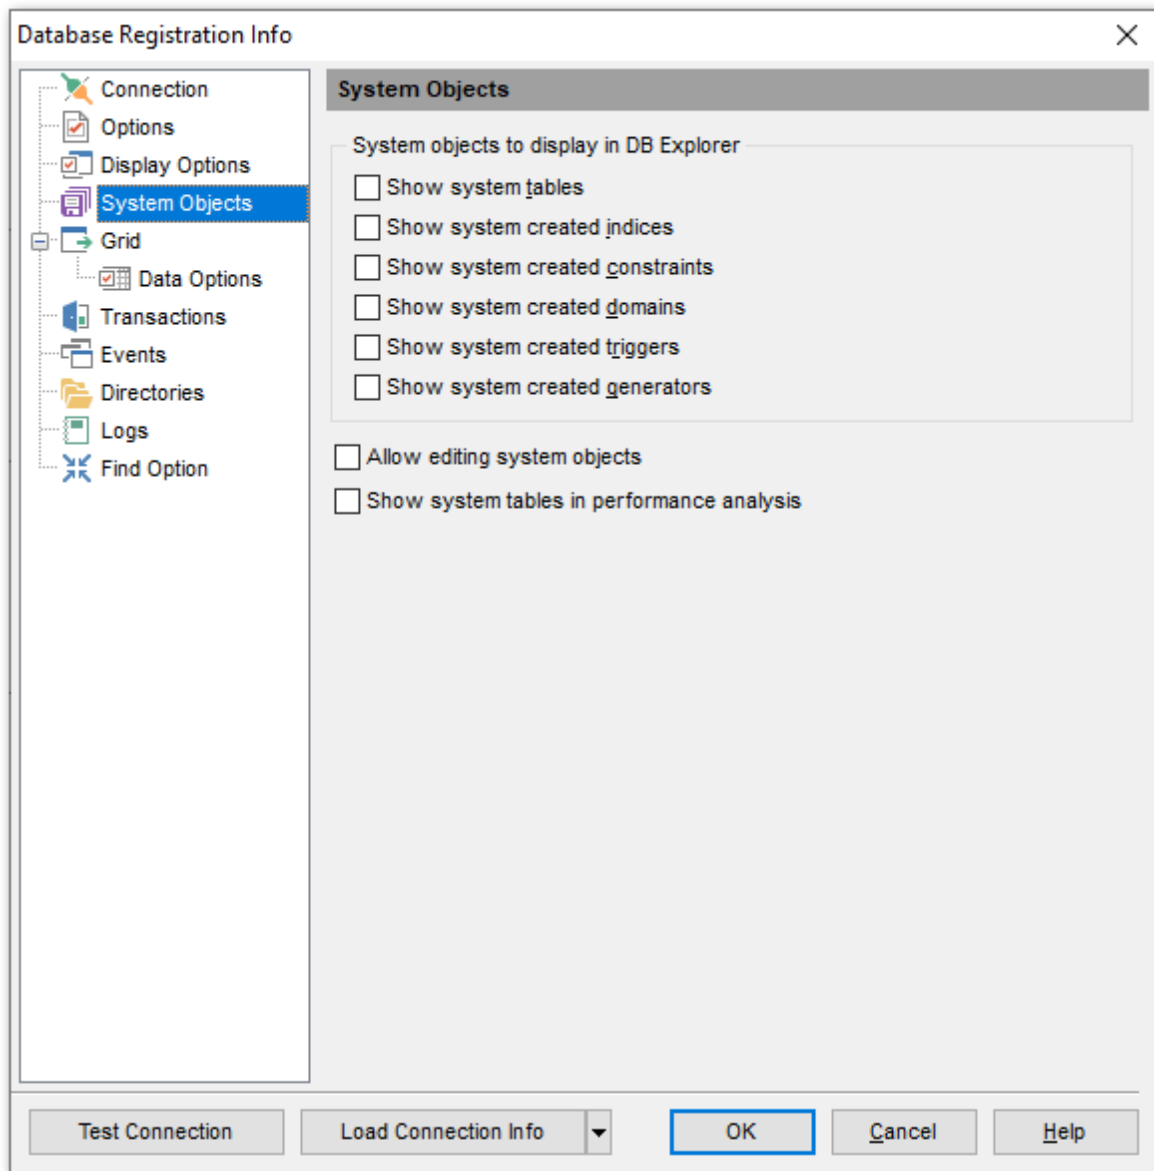 Database Registration Info
Connection
Options
Display Options
System Objects
Grid
Data Options
Transactions
Events
Directories
Logs
Find Option
System Objects
System objects to display in DB Explorer
Show system tables
Show system created indices
Show system created constraints
Show system created domains
Show system created triggers
Show system created generators
Allow editing system objects
Show system tables in performance analysis
Test Connection
Load Connection Info
OK
Cancel
Help